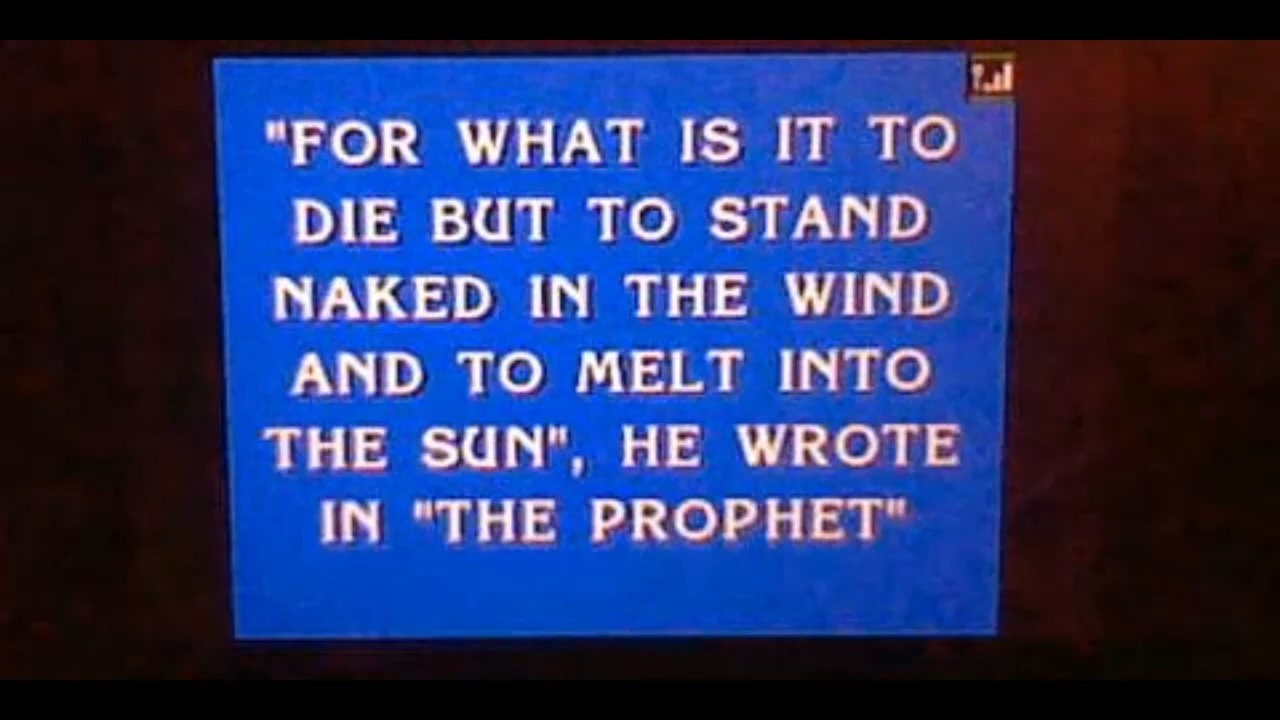 "FOR WHAT IS IT TO
DIE BUT TO STAND
NAKED IN THE WIND
AND TO MELT INTO
THE SUN", HE WROTE
IN "THE PROPHET"